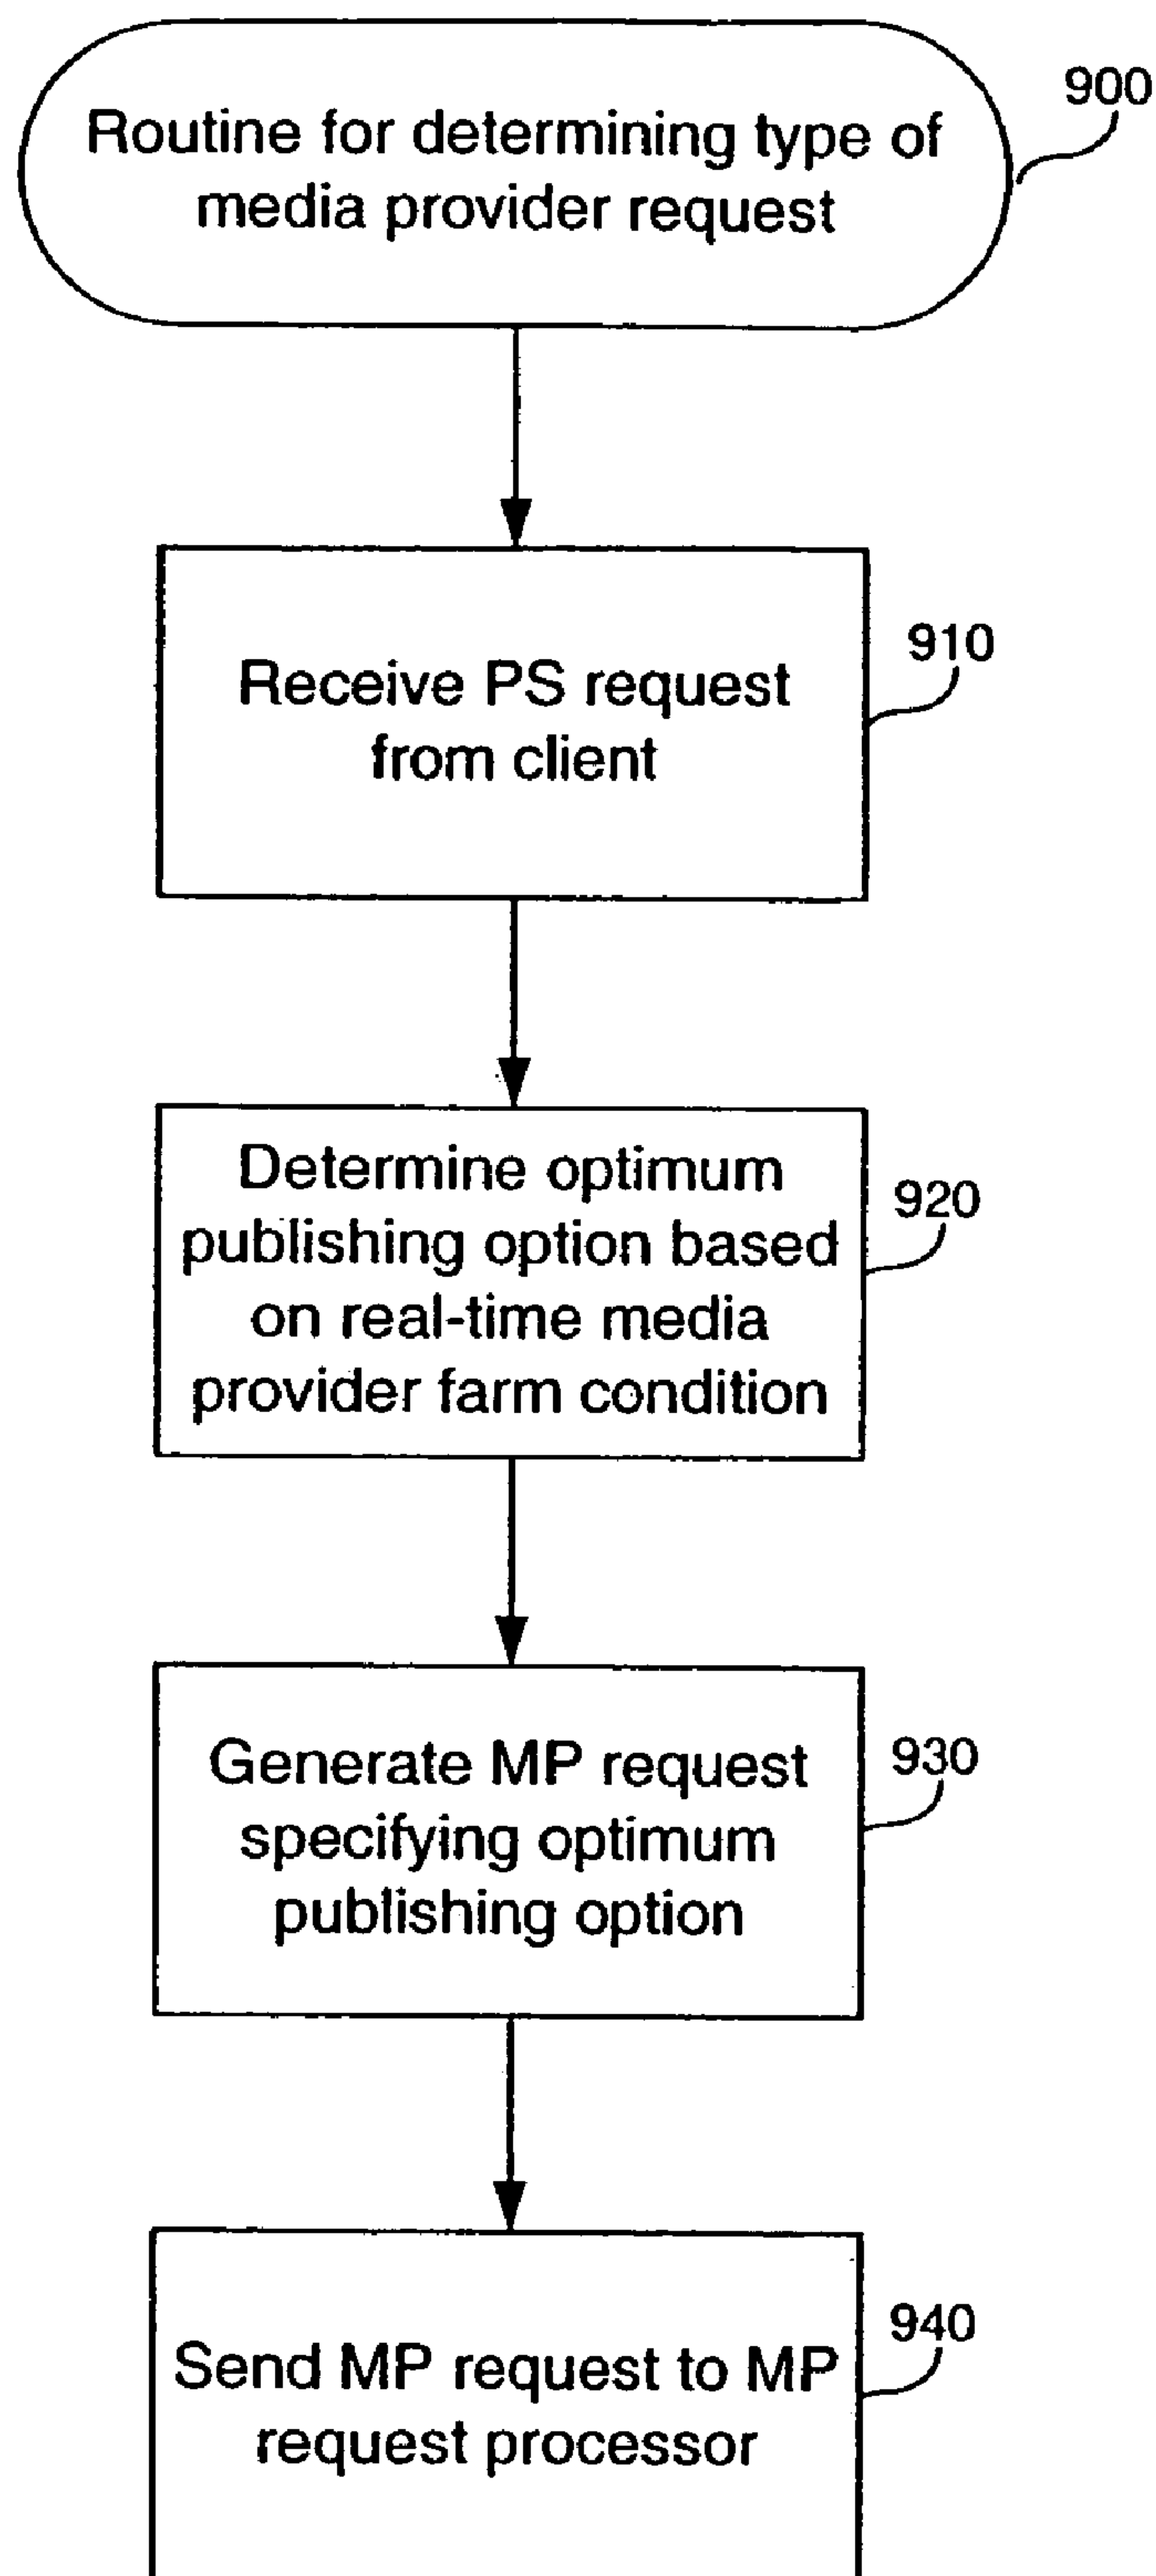 900
Routine for determining type of
media provider request
910
Receive PS request
from client
920
Determine optimum
publishing option based
on real-time media
provider farm condition
930
Generate MP request
specifying optimum
publishing option
940
Send MP request to MP
request processor